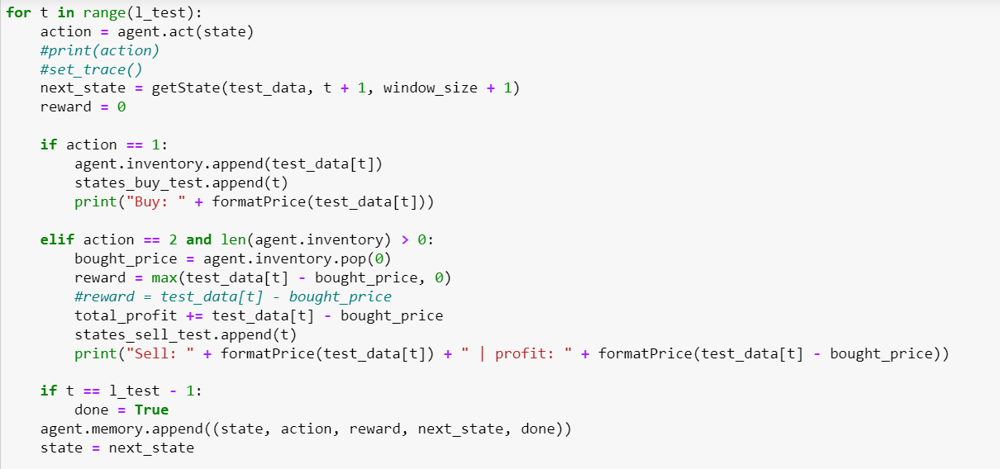 for t in range(l_test):
    action = agent.act(state)
    #print(action)
    #set_trace()
    next_state = getState(test_data, t + 1, window_size + 1)
    reward = 0

    if action == 1:
        agent.inventory.append(test_data[t])
        states_buy_test.append(t)
        print("Buy: " + formatPrice(test_data[t]))

    elif action == 2 and len(agent.inventory) > 0:
        bought_price = agent.inventory.pop(0)
        reward = max(test_data[t] - bought_price, 0)
        #reward = test_data[t] - bought_price
        total_profit += test_data[t] - bought_price
        states_sell_test.append(t)
        print("Sell: " + formatPrice(test_data[t]) + " | profit: " + formatPrice(test_data[t] - bought_price))

    if t == l_test - 1:
        done = True
    agent.memory.append((state, action, reward, next_state, done))
    state = next_state